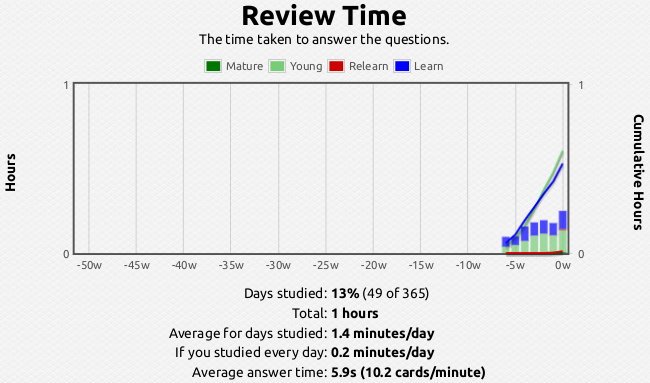 Review Time
The time taken to answer the questions.
Mature Young Relearn Learn
1 1
Hours
Cumulative Hours
0 0
-50w -45w -40w -35w -30w -25w -20w -15w -10w -5w 0w
Days studied: 13% (49 of 365)
Total: 1 hours
Average for days studied: 1.4 minutes/day
If you studied every day: 0.2 minutes/day
Average answer time: 5.9s (10.2 cards/minute)